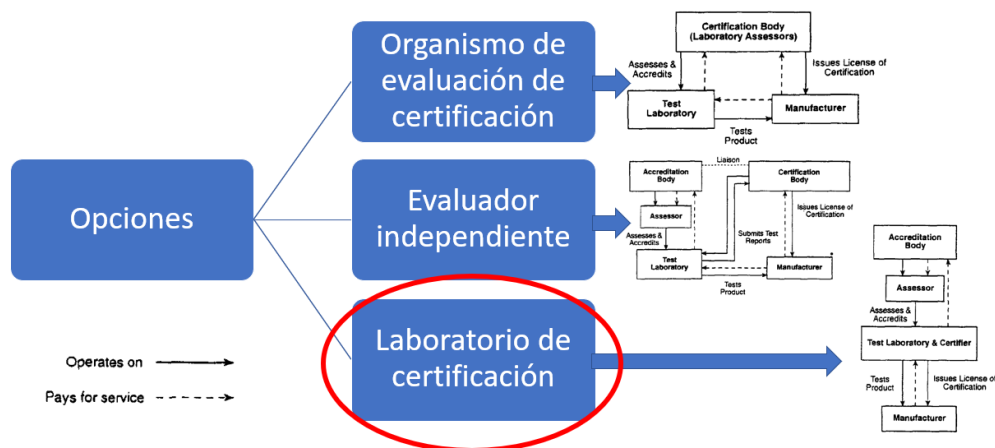 Opciones
Organismo de
evaluación de
certificación
Evaluador
independiente
Laboratorio de
certificación
Operates on
Pays for service
Certification Body
(Laboratory Assessors)
Assesses &
Accredits
Issues License of
Certification
Test
Laboratory
Manufacturer
Tests
Product
Liaison
Accreditation
Body
Certification
Body
Assessor
Issues License of
Certification
Assesses &
Accredits
Submits Test
Reports
Test
Laboratory
Manufacturer
Tests
Product
Accreditation
Body
Assessor
Assesses &
Accredits
Test Laboratory & Certifier
Tests
Product
Issues License of
Certification
Manufacturer